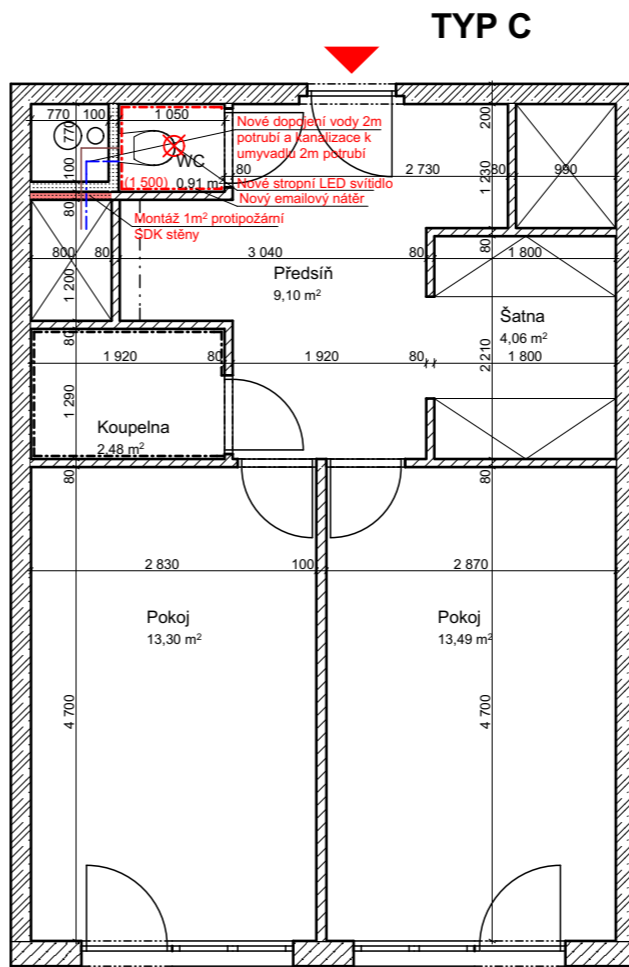 TYP C
770
100
1 050
200
770
Nové dopojení vody 2m
potrubí a kanalizace k
umyvadlu 2m potrubí
WC
0.91 m²
(1 500)
100
80
2 730
80
990
1 230
Nové stropní LED svítidlo
Nový emailový nátěr
80
Montáž 1m² protipožární
SDK stěny
80
800
80
3 040
80
1 800
Předsíň
9,10 m²
1 200
Šatna
4,06 m²
80
1 920
80
1 920
80
2 210
1 800
1 290
Koupelna
2,48 m²
80
80
2 830
100
2 870
Pokoj
13,30 m²
Pokoj
13,49 m²
4 700
4 700